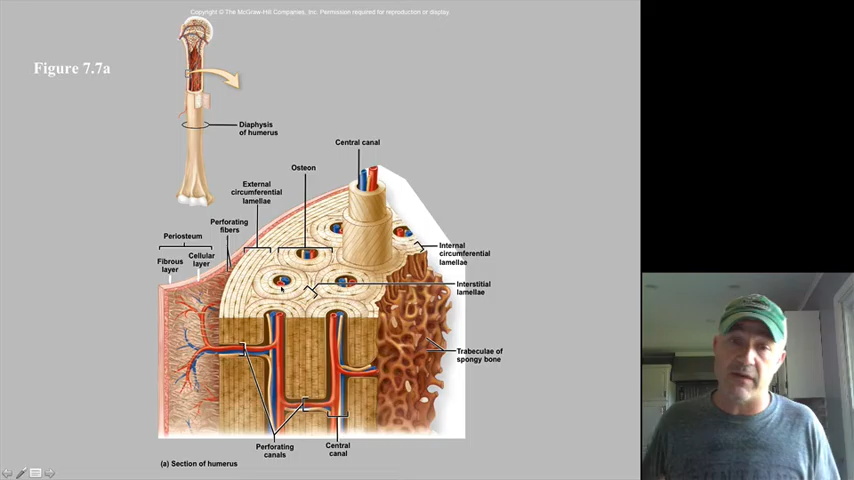 Copyright © The McGraw-Hill Companies, Inc. Permission required for reproduction or display.
Figure 7.7a
Diaphysis
of humerus
Central canal
Osteon
External
circumferential
lamellae
Perforating
fibers
Periosteum
Fibrous
layer
Cellular
layer
Internal
circumferential
lamellae
Interstitial
lamellae
Trabeculae of
spongy bone
Perforating
canals
Central
canal
(a) Section of humerus